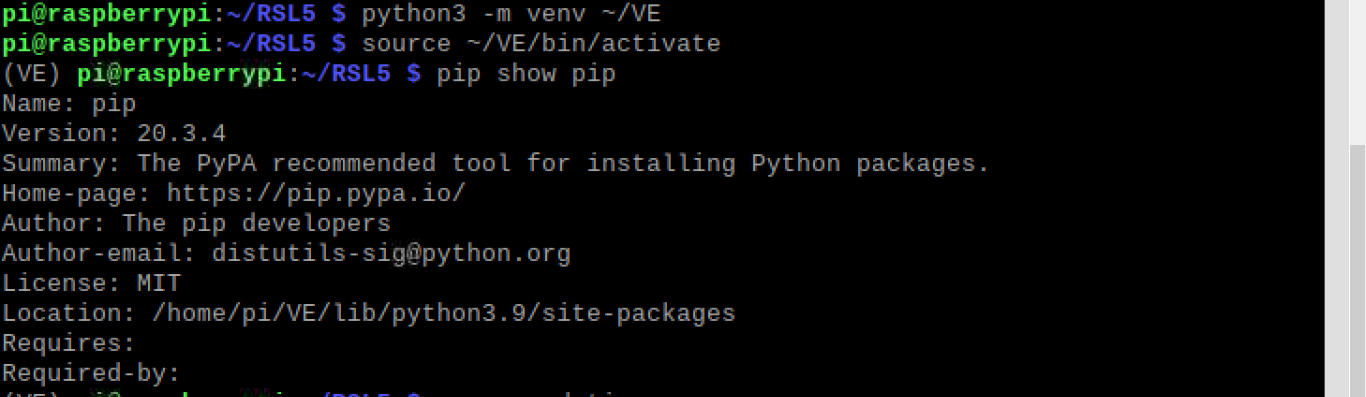 pi@raspberrypi:~/RSL5 $ python3 -m venv ~/VE
pi@raspberrypi:~/RSL5 $ source ~/VE/bin/activate
(VE) pi@raspberrypi:~/RSL5 $ pip show pip
Name: pip
Version: 20.3.4
Summary: The PyPA recommended tool for installing Python packages.
Home-page: https://pip.pypa.io/
Author: The pip developers
Author-email: distutils-sig@python.org
License: MIT
Location: /home/pi/VE/lib/python3.9/site-packages
Requires:
Required-by: